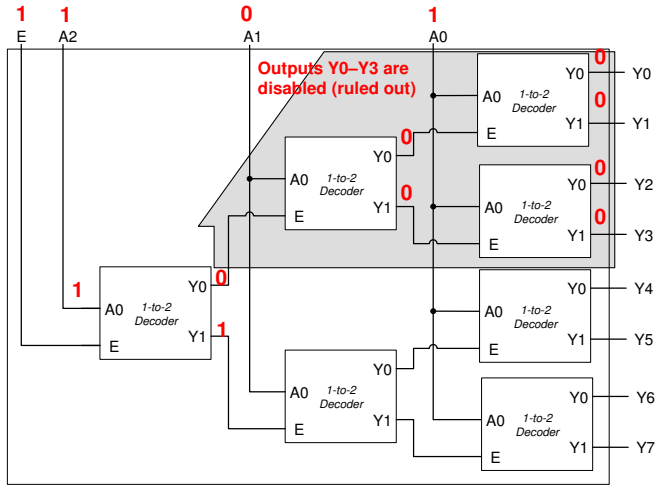 1 1 0 1
E A2 A1 A0
Outputs Y0–Y3 are
disabled (ruled out)
A0 1-to-2 Decoder Y0 0 Y0
E Y1 0 Y1
A0 1-to-2 Decoder Y0 0
E Y1 0
A0 1-to-2 Decoder Y0 0 Y2
E Y1 0 Y3
1 A0 1-to-2 Decoder Y0 0
E Y1 1
A0 1-to-2 Decoder Y0 Y4
E Y1 Y5
A0 1-to-2 Decoder Y0
E Y1
A0 1-to-2 Decoder Y0 Y6
E Y1 Y7